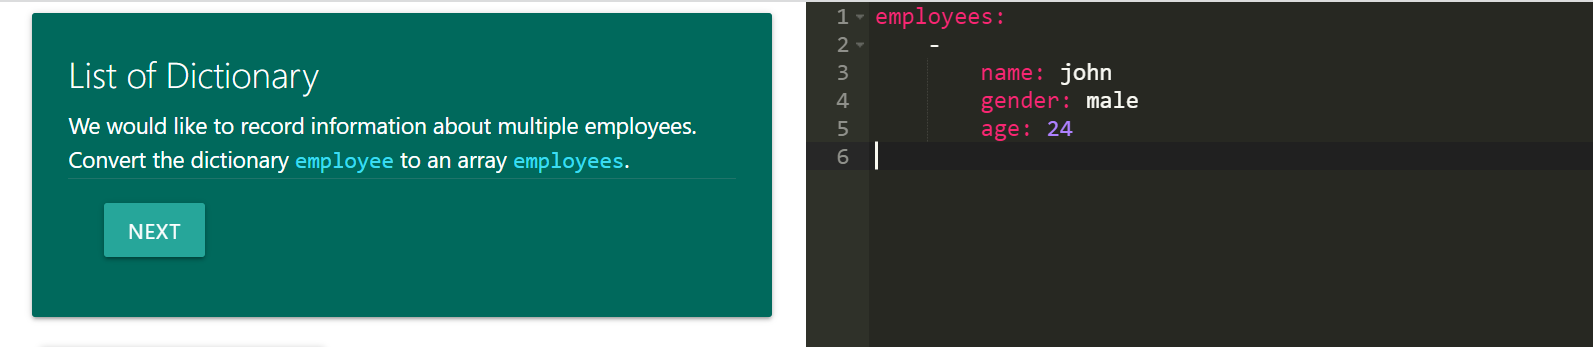 List of Dictionary
We would like to record information about multiple employees.
Convert the dictionary employee to an array employees.
NEXT
1 employees:
2     -
3         name: john
4         gender: male
5         age: 24
6